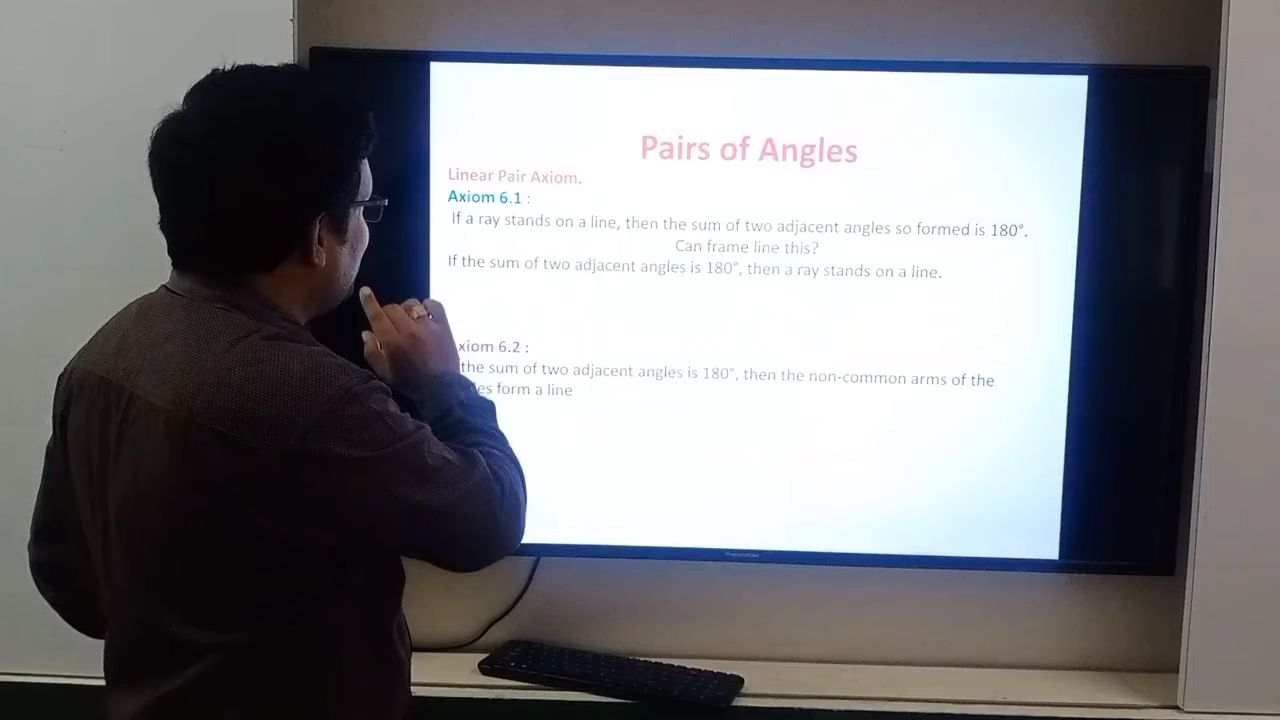 Pairs of Angles
Linear Pair Axiom.
Axiom 6.1 :
If a ray stands on a line, then the sum of two adjacent angles so formed is 180°.
Can frame line this?
If the sum of two adjacent angles is 180°, then a ray stands on a line.
xiom 6.2 :
the sum of two adjacent angles is 180°, then the non-common arms of the
les form a line
THOMSON